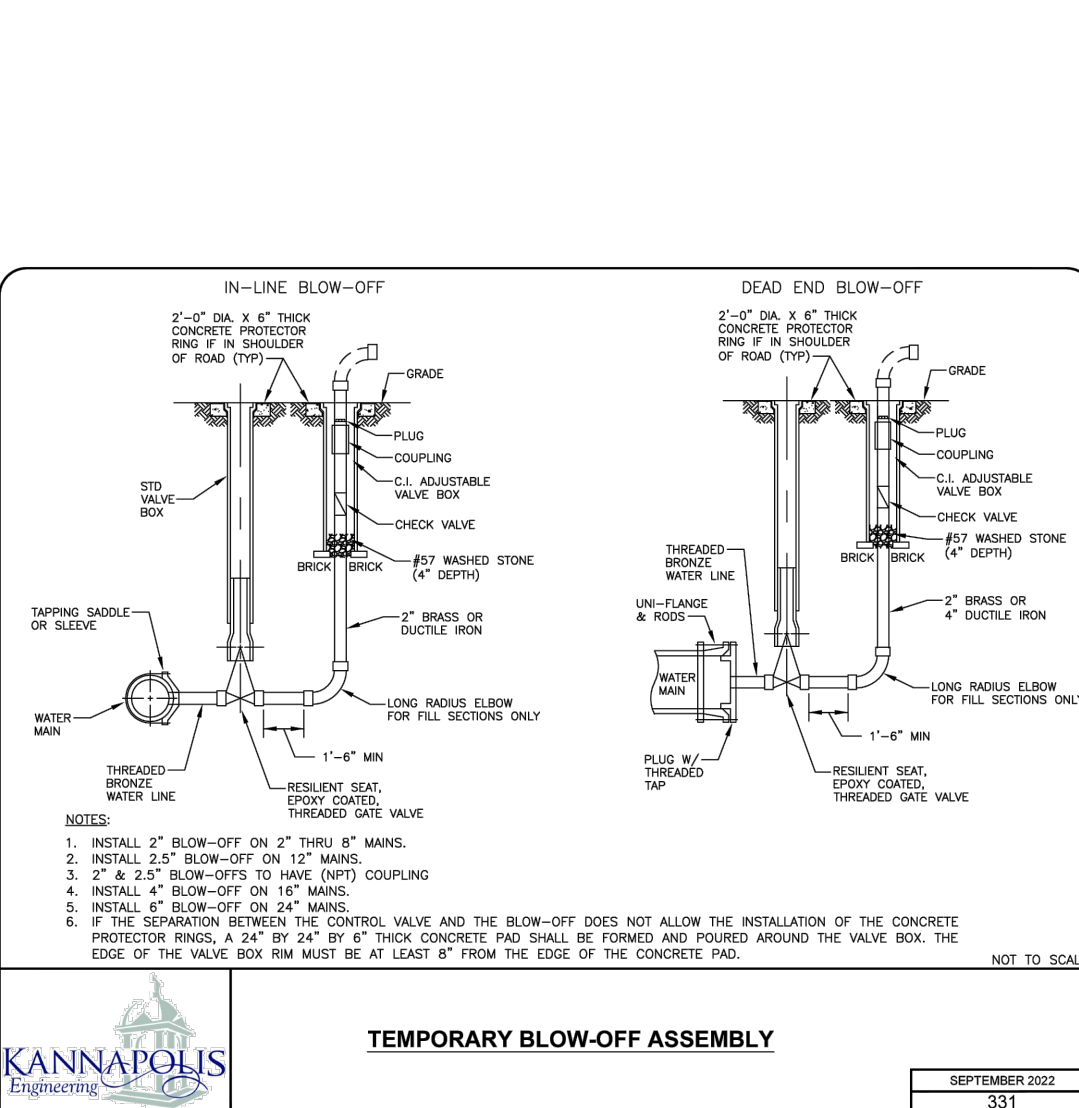 IN-LINE BLOW-OFF
2'-0" DIA. X 6" THICK
CONCRETE PROTECTOR
RING IF IN SHOULDER
OF ROAD (TYP)
GRADE
PLUG
COUPLING
C.I. ADJUSTABLE
VALVE BOX
STD
VALVE
BOX
CHECK VALVE
BRICK
BRICK
#57 WASHED STONE
(4" DEPTH)
TAPPING SADDLE
OR SLEEVE
2" BRASS OR
DUCTILE IRON
WATER
MAIN
LONG RADIUS ELBOW
FOR FILL SECTIONS ONLY
1'-6" MIN
THREADED
BRONZE
WATER LINE
RESILIENT SEAT,
EPOXY COATED,
THREADED GATE VALVE
DEAD END BLOW-OFF
2'-0" DIA. X 6" THICK
CONCRETE PROTECTOR
RING IF IN SHOULDER
OF ROAD (TYP)
GRADE
PLUG
COUPLING
C.I. ADJUSTABLE
VALVE BOX
CHECK VALVE
#57 WASHED STONE
(4" DEPTH)
BRICK
BRICK
THREADED
BRONZE
WATER LINE
UNI-FLANGE
& RODS
2" BRASS OR
4" DUCTILE IRON
WATER
MAIN
LONG RADIUS ELBOW
FOR FILL SECTIONS ONLY
1'-6" MIN
PLUG W/
THREADED
TAP
RESILIENT SEAT,
EPOXY COATED,
THREADED GATE VALVE
NOTES:
1. INSTALL 2" BLOW-OFF ON 2" THRU 8" MAINS.
2. INSTALL 2.5" BLOW-OFF ON 12" MAINS.
3. 2" & 2.5" BLOW-OFFS TO HAVE (NPT) COUPLING
4. INSTALL 4" BLOW-OFF ON 16" MAINS.
5. INSTALL 6" BLOW-OFF ON 24" MAINS.
6. IF THE SEPARATION BETWEEN THE CONTROL VALVE AND THE BLOW-OFF DOES NOT ALLOW THE INSTALLATION OF THE CONCRETE
PROTECTOR RINGS, A 24" BY 24" BY 6" THICK CONCRETE PAD SHALL BE FORMED AND POURED AROUND THE VALVE BOX. THE
EDGE OF THE VALVE BOX RIM MUST BE AT LEAST 8" FROM THE EDGE OF THE CONCRETE PAD.
NOT TO SCAL
KANNAPOLIS
Engineering
TEMPORARY BLOW-OFF ASSEMBLY
SEPTEMBER 2022
331